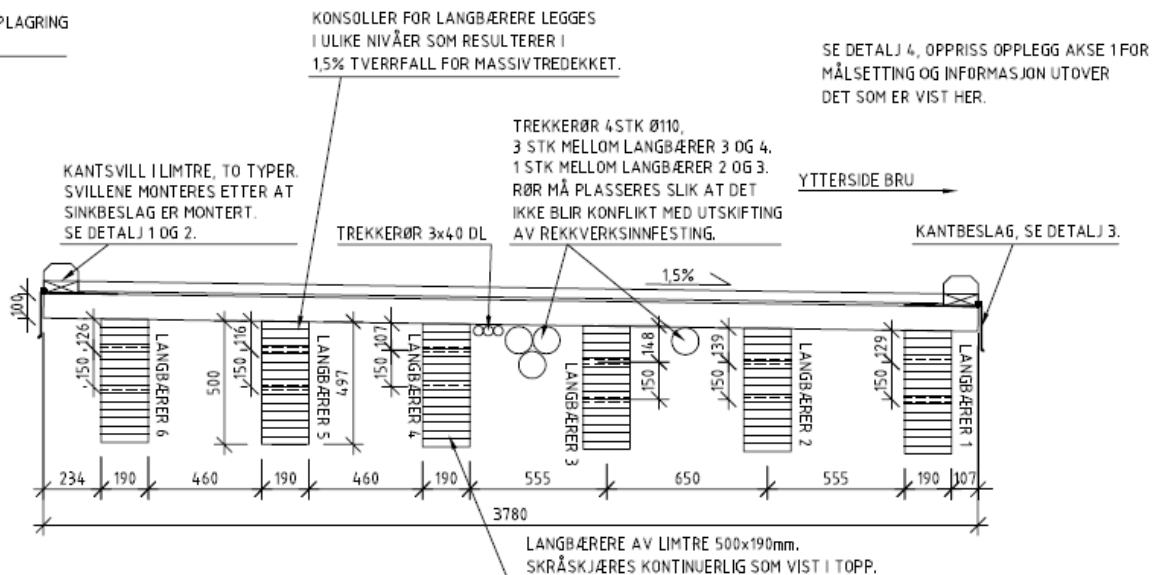 PLAGRING
KONSOLLER FOR LANGBÆRERE LEGGES
I ULIKE NIVÅER SOM RESULTERER I
1,5% TVERRFALL FOR MASSIVTREDEKKET.
SE DETALJ 4, OPPRISS OPPLEGG AKSE 1 FOR
MÅLSETTING OG INFORMASJON UTOVER
DET SOM ER VIST HER.
TREKKERØR 4 STK Ø110,
3 STK MELLOM LANGBÆRER 3 OG 4.
1 STK MELLOM LANGBÆRER 2 OG 3.
RØR MÅ PLASSERES SLIK AT DET
IKKE BLIR KONFLIKT MED UTSKIFTING
AV REKKVERKSINNFESTING.
KANTSVILL I LIMTRE, TO TYPER.
SVILLENE MONTERES ETTER AT
SINKBESLAG ER MONTERT.
SE DETALJ 1 OG 2.
YTTERSIDE BRU
TREKKERØR 3x40 DL
KANTBESLAG, SE DETALJ 3.
1,5%
100
126
150
LANGBÆRER 6
500
116
150
LANGBÆRER 5
497
107
150
LANGBÆRER 4
LANGBÆRER 3
148
150
139
150
LANGBÆRER 2
129
150
LANGBÆRER 1
234 190 460 190 460 190 555 650 555 190 107
3780
LANGBÆRERE AV LIMTRE 500x190mm.
SKRÅSKJÆRES KONTINUERLIG SOM VIST I TOPP.